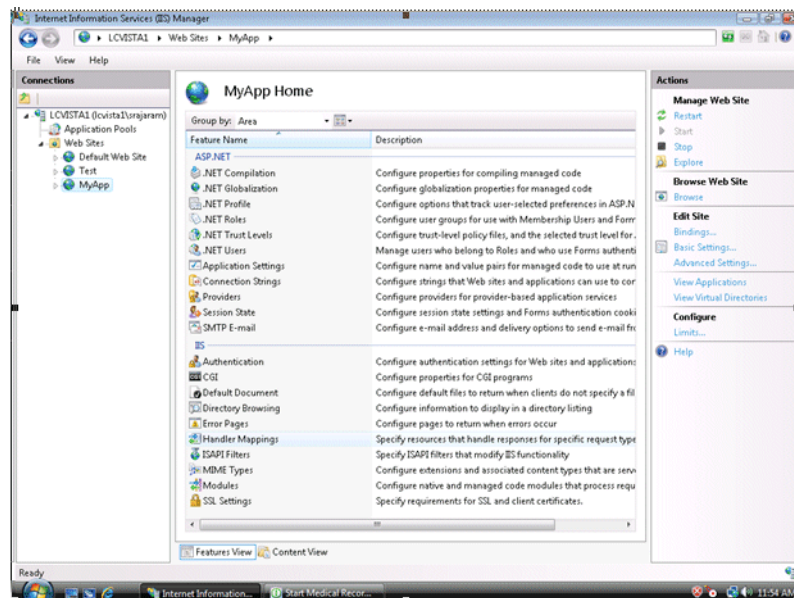 Internet Information Services (IIS) Manager
LCVISTA1 Web Sites MyApp
File View Help
Connections
LCVISTA1 (lcvista1\srajaram)
Application Pools
Web Sites
Default Web Site
Test
MyApp
MyApp Home
Group by: Area
Feature Name Description
ASP.NET
.NET Compilation Configure properties for compiling managed code
.NET Globalization Configure globalization properties for managed code
.NET Profile Configure options that track user-selected preferences in ASP.N
.NET Roles Configure user groups for use with Membership Users and Form
.NET Trust Levels Configure trust-level policy files, and the selected trust level for.
.NET Users Manage users who belong to Roles and who use Forms authenti
Application Settings Configure name and value pairs for managed code to use at run
Connection Strings Configure strings that Web sites and applications can use to cor
Providers Configure providers for provider-based application services
Session State Configure session state settings and Forms authentication cooki
SMTP E-mail Configure e-mail address and delivery options to send e-mail fr
IIS
Authentication Configure authentication settings for Web sites and application
CGI Configure properties for CGI programs
Default Document Configure default files to return when clients do not specify a fil
Directory Browsing Configure information to display in a directory listing
Error Pages Configure pages to return when errors occur
Handler Mappings Specify resources that handle responses for specific request type
ISAPI Filters Specify ISAPI filters that modify IIS functionality
MIME Types Configure extensions and associated content types that are serv
Modules Configure native and managed code modules that process requ
SSL Settings Specify requirements for SSL and client certificates.
Features View Content View
Actions
Manage Web Site
Restart
Start
Stop
Explore
Browse Web Site
Browse
Edit Site
Bindings...
Basic Settings...
Advanced Settings...
View Applications
View Virtual Directories
Configure
Limits...
Help
Ready
Internet Information... Start Medical Recor... 11:54 AM